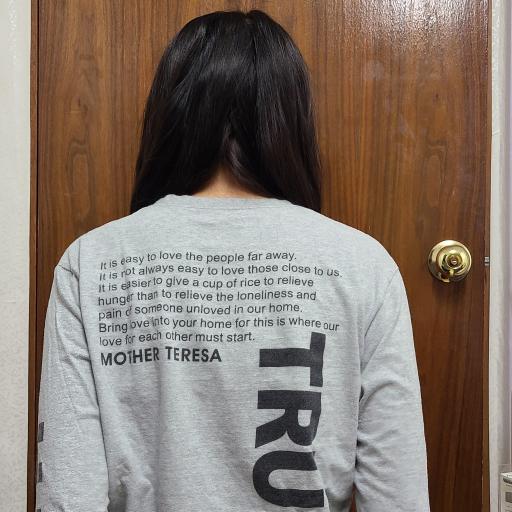 It is easy to love the people far away.
It is not always easy to love those close to us.
It is easier to give a cup of rice to relieve
hunger than to relieve the loneliness and
pain of someone unloved in our home.
Bring love into your home for this is where our
love for each other must start.
MOTHER TERESA
TRU